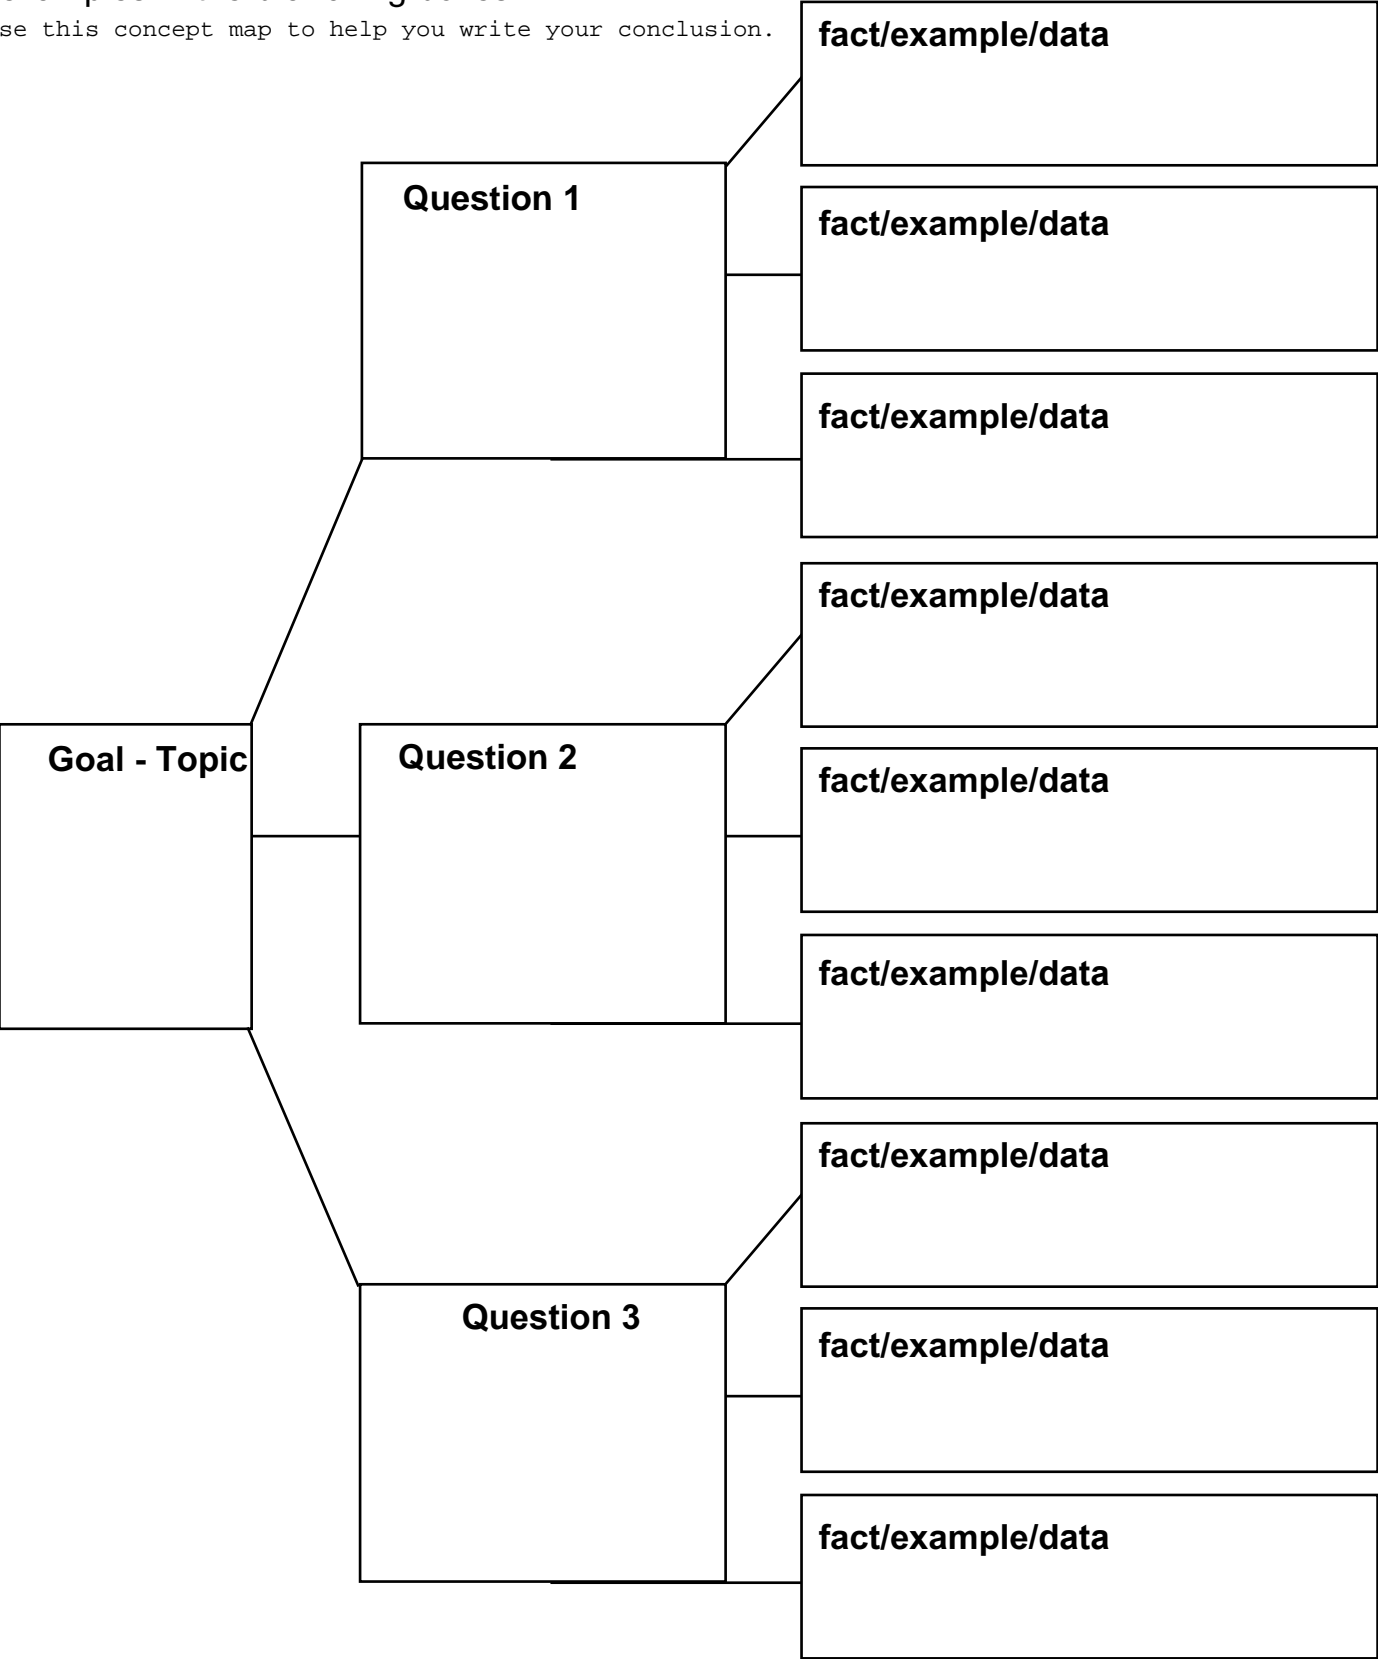 se this concept map to help you write your conclusion.
fact/example/data
Question 1
fact/example/data
fact/example/data
fact/example/data
Goal - Topic
Question 2
fact/example/data
fact/example/data
fact/example/data
Question 3
fact/example/data
fact/example/data